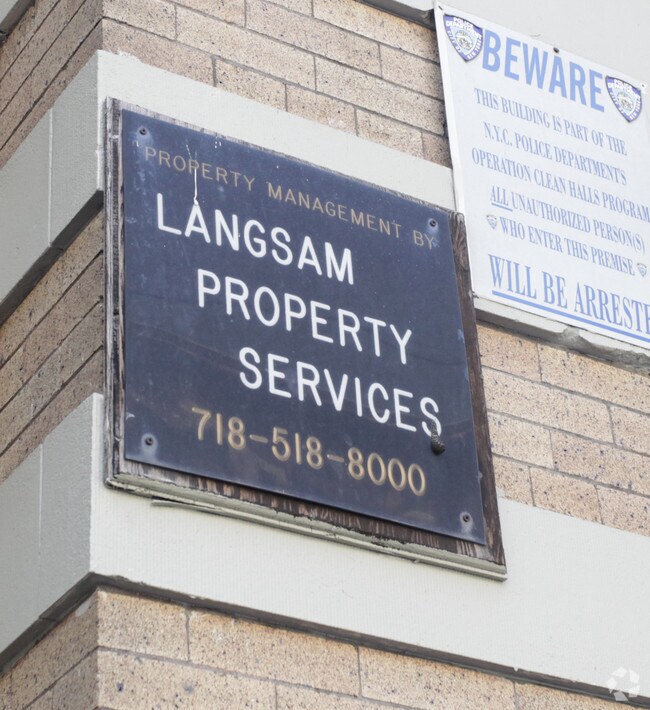 PROPERTY MANAGEMENT BY
LANGSAM
PROPERTY
SERVICES
718-518-8000
BEWARE
THIS BUILDING IS PART OF THE
N.Y.C. POLICE DEPARTMENT'S
OPERATION CLEAN HALLS PROGRAM
ALL UNAUTHORIZED PERSON(S)
WHO ENTER THIS PREMISE
WILL BE ARRESTE